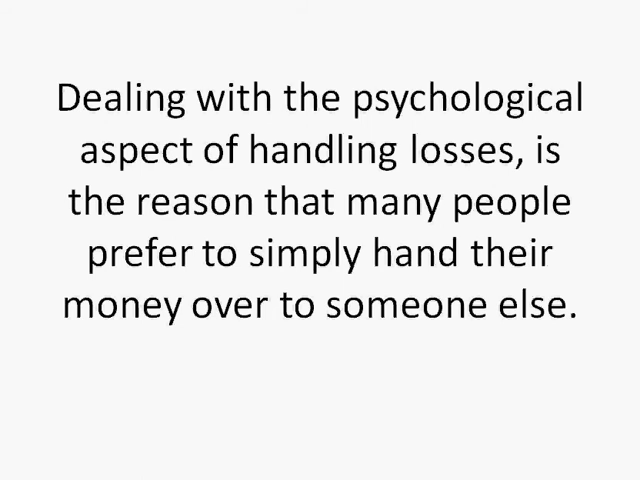 Dealing with the psychological
aspect of handling losses, is
the reason that many people
prefer to simply hand their
money over to someone else.